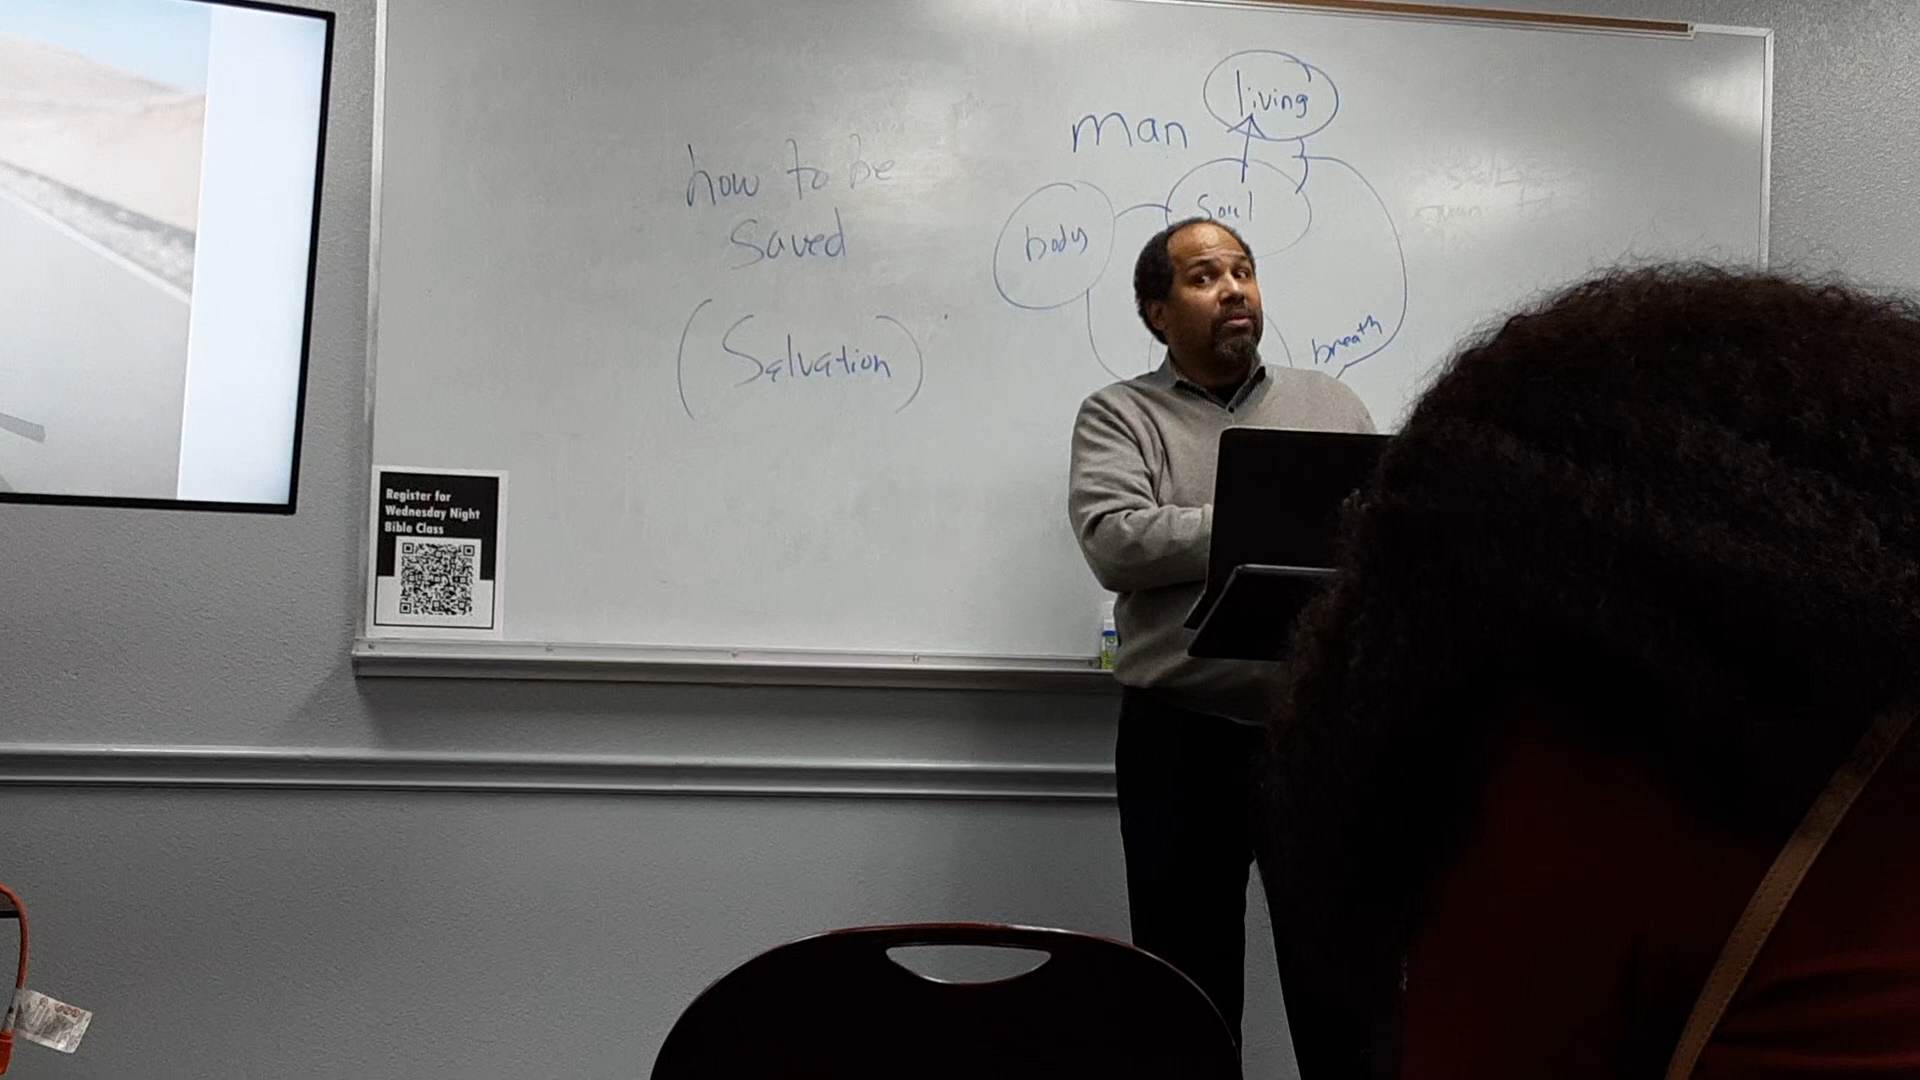 how to be
saved
(Salvation)
man
living
soul
body
breath
Register for
Wednesday Night
Bible Class